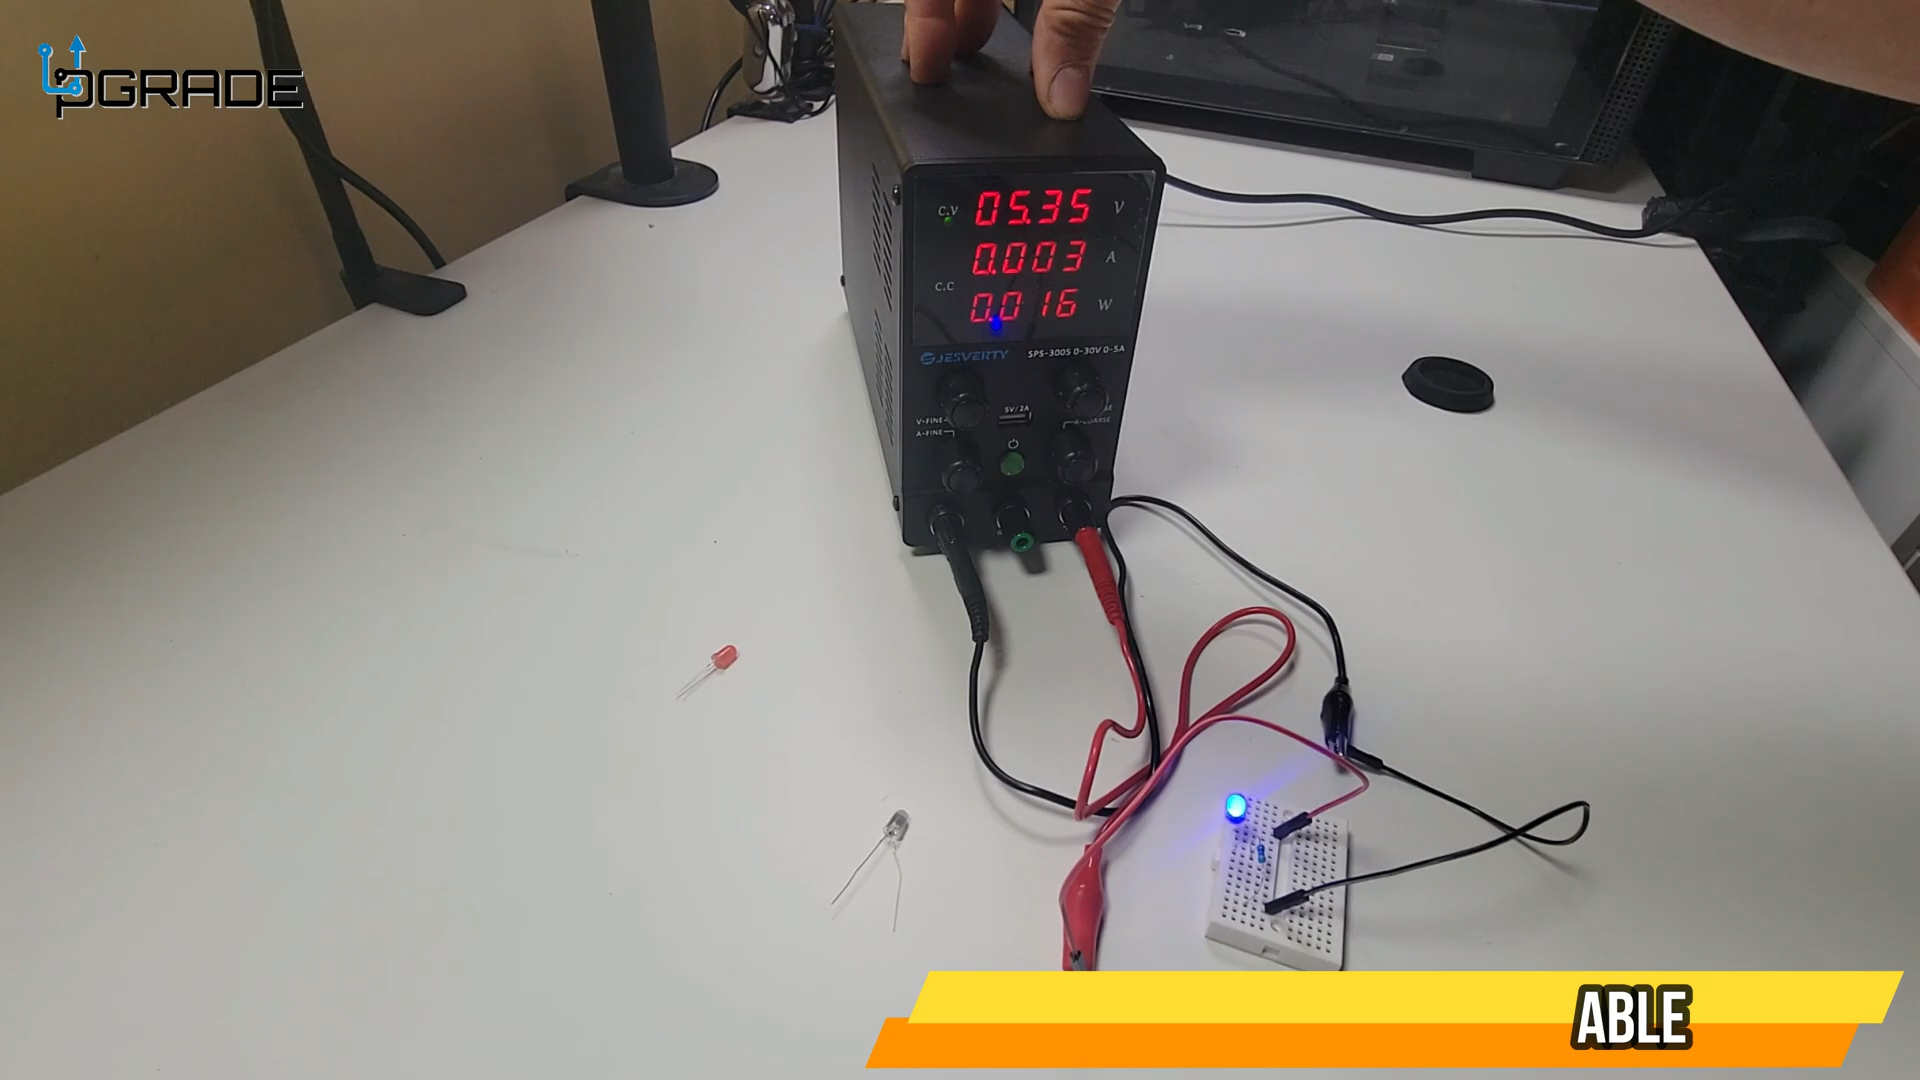 UPGRADE
C.V 05.35 V
0.003 A
C.C
0.016 W
JESVERTY SPS-3005 0-30V 0-5A
5V/2A
V-FINE
A-FINE
A-COARSE
ABLE